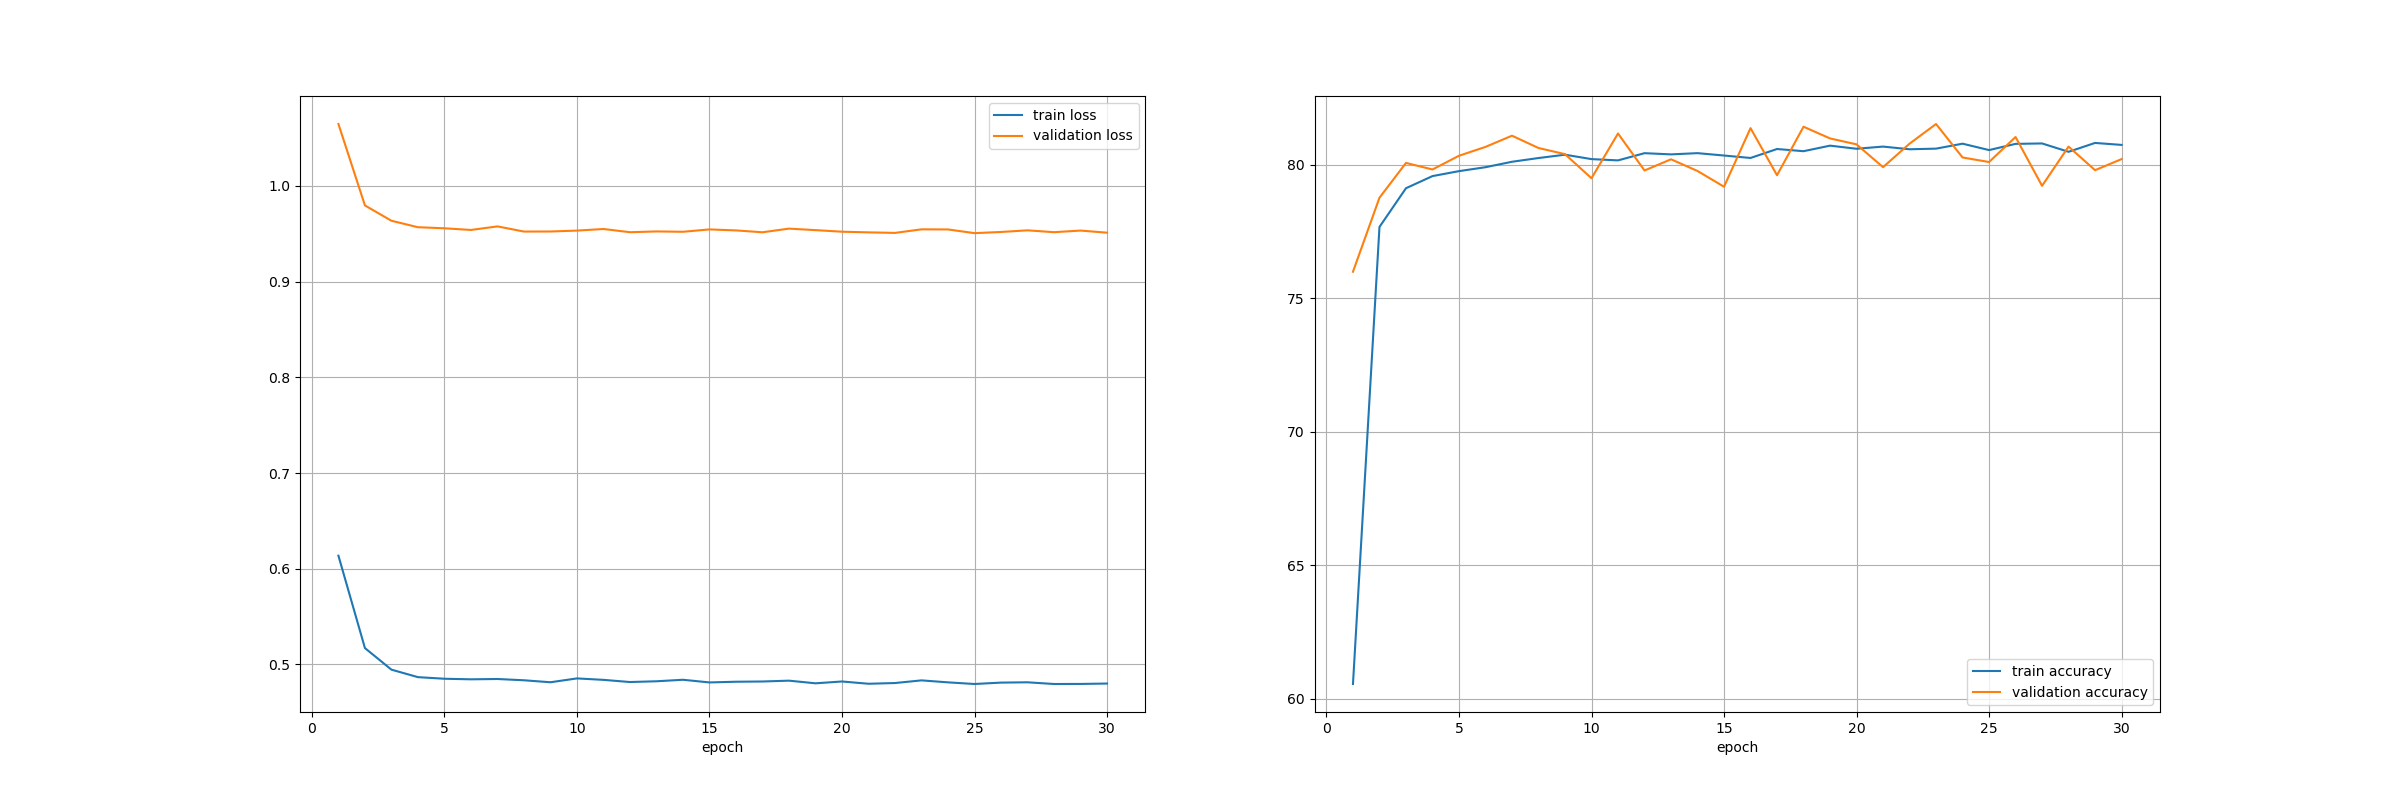 train loss
validation loss
1.0
0.9
0.8
0.7
0.6
0.5
0 5 10 15 20 25 30
epoch
80
75
70
65
60
train accuracy
validation accuracy
0 5 10 15 20 25 30
epoch